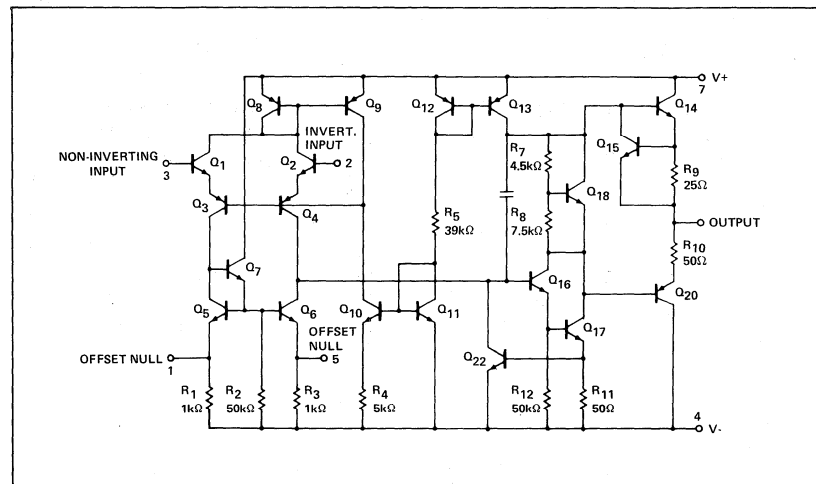 V+
7
Q8
Q9
Q12
Q13
Q14
INVERT.
INPUT
2
NON-INVERTING
INPUT
3
Q1
Q2
Q15
R7
4.5kΩ
R9
25Ω
Q3
Q4
Q18
R5
39kΩ
R8
7.5kΩ
OUTPUT
R10
50Ω
Q7
Q16
Q20
Q5
Q6
Q10
Q11
Q17
OFFSET
NULL
5
OFFSET NULL
1
Q22
R1
1kΩ
R2
50kΩ
R3
1kΩ
R4
5kΩ
R12
50kΩ
R11
50Ω
4
V-